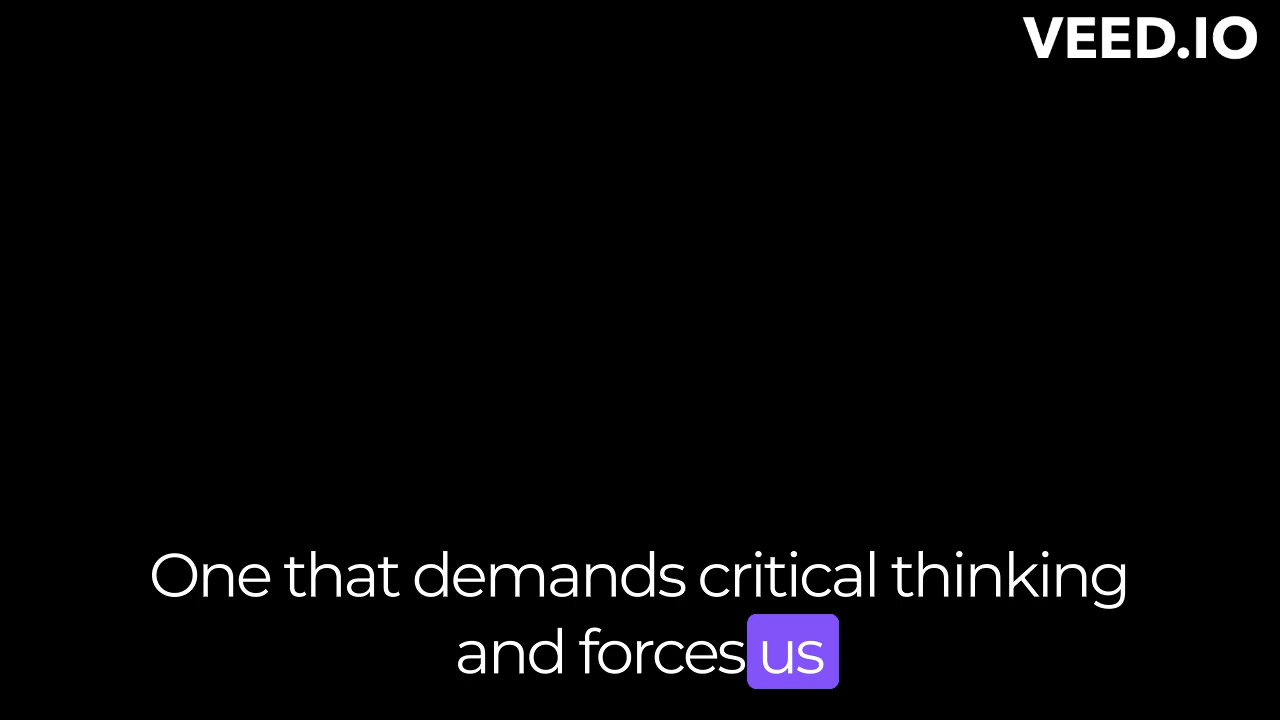 VEED.IO
One that demands critical thinking
and forces us